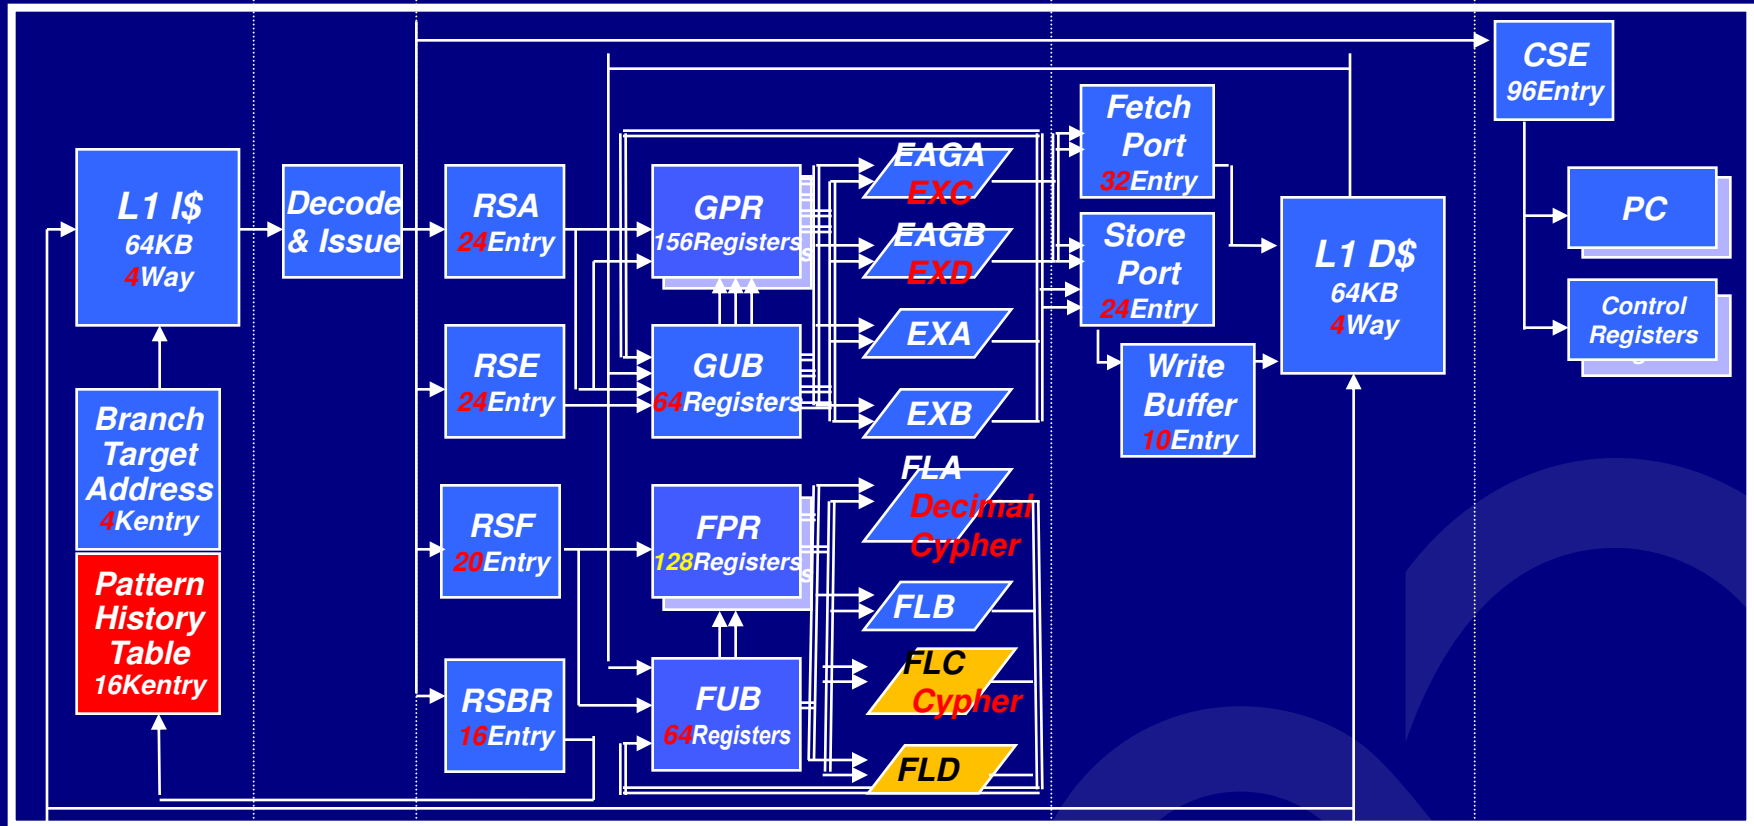 L1 I$
64KB
4Way
Branch
Target
Address
4Kentry
Pattern
History
Table
16Kentry
Decode
& Issue
RSA
24Entry
RSE
24Entry
RSF
20Entry
RSBR
16Entry
GPR
156Registers
GUB
64Registers
FPR
128Registers
FUB
64Registers
EAGA
EXC
EAGB
EXD
EXA
EXB
FLA
Decimal
Cypher
FLB
FLC
Cypher
FLD
Fetch
Port
32Entry
Store
Port
24Entry
Write
Buffer
10Entry
L1 D$
64KB
4Way
CSE
96Entry
PC
Control
Registers